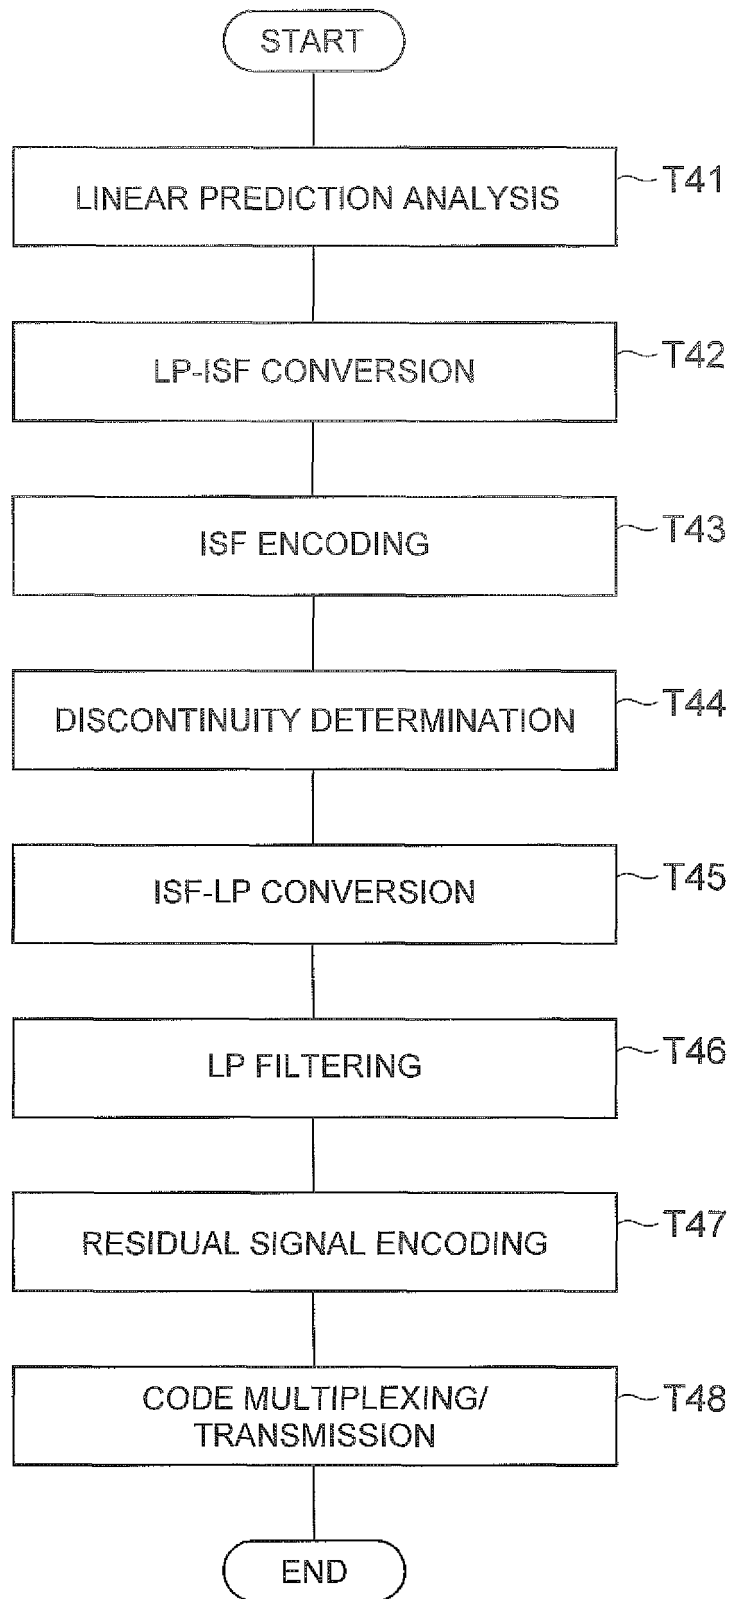 START
LINEAR PREDICTION ANALYSIS
T41
LP-ISF CONVERSION
T42
ISF ENCODING
T43
DISCONTINUITY DETERMINATION
T44
ISF-LP CONVERSION
T45
LP FILTERING
T46
RESIDUAL SIGNAL ENCODING
T47
CODE MULTIPLEXING/
TRANSMISSION
T48
END